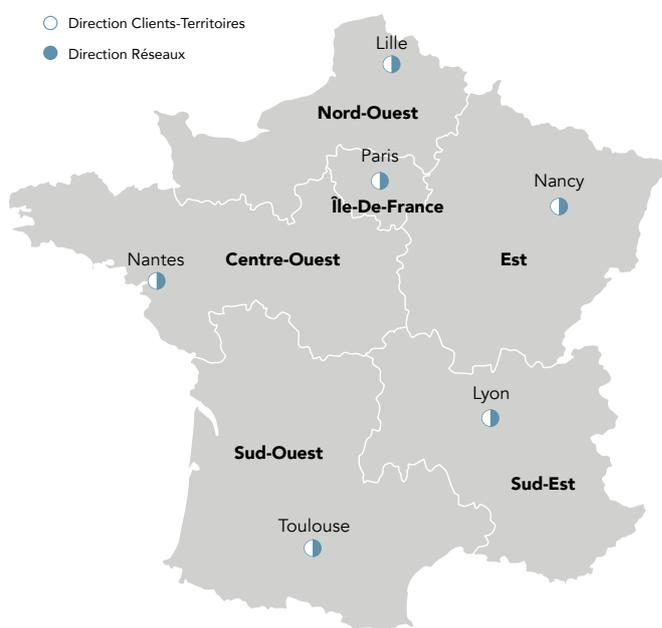 Direction Clients-Territoires
Direction Réseaux
Lille
Nord-Ouest
Paris
Île-De-France
Nancy
Nantes
Centre-Ouest
Est
Lyon
Sud-Ouest
Sud-Est
Toulouse